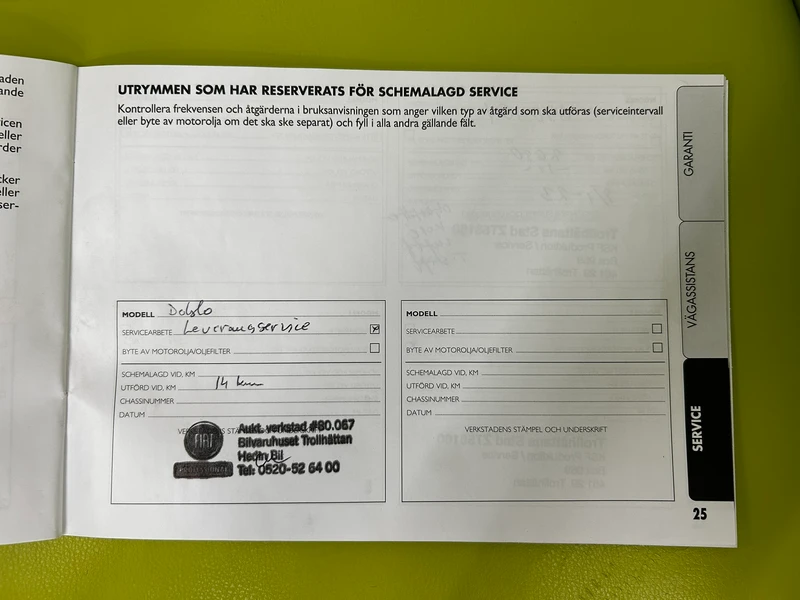 aden
ande
icen
eller
rder
cker
eller
ser-
UTRYMMEN SOM HAR RESERVERATS FÖR SCHEMALAGD SERVICE
Kontrollera frekvensen och åtgärderna i bruksanvisningen som anger vilken typ av åtgärd som ska utföras (serviceintervall
eller byte av motorolja om det ska ske separat) och fyll i alla andra gällande fält.
MODELL Doblo
SERVICEARBETE Leveransservice
BYTE AV MOTOROLJA/OLJEFILTER
SCHEMALAGD VID, KM
UTFÖRD VID, KM 14 km
CHASSINUMMER
DATUM
Aukt. verkstad #60.067
Bilvaruhuset Trollhättan
Hedin Bil
Tel: 0520-52 64 00
FIAT
PROFESSIONAL
MODELL
SERVICEARBETE
BYTE AV MOTOROLJA/OLJEFILTER
SCHEMALAGD VID, KM
UTFÖRD VID, KM
CHASSINUMMER
DATUM
VERKSTADENS STÄMPEL OCH UNDERSKRIFT
GARANTI
VÄGASSISTANS
SERVICE
25